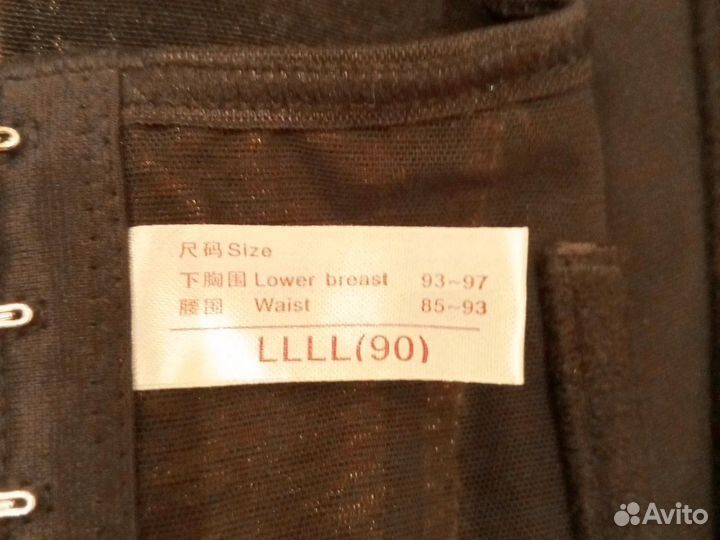 尺码 Size
下胸围 Lower breast 93~97
腰围 Waist 85~93
LLLL(90)
Avito